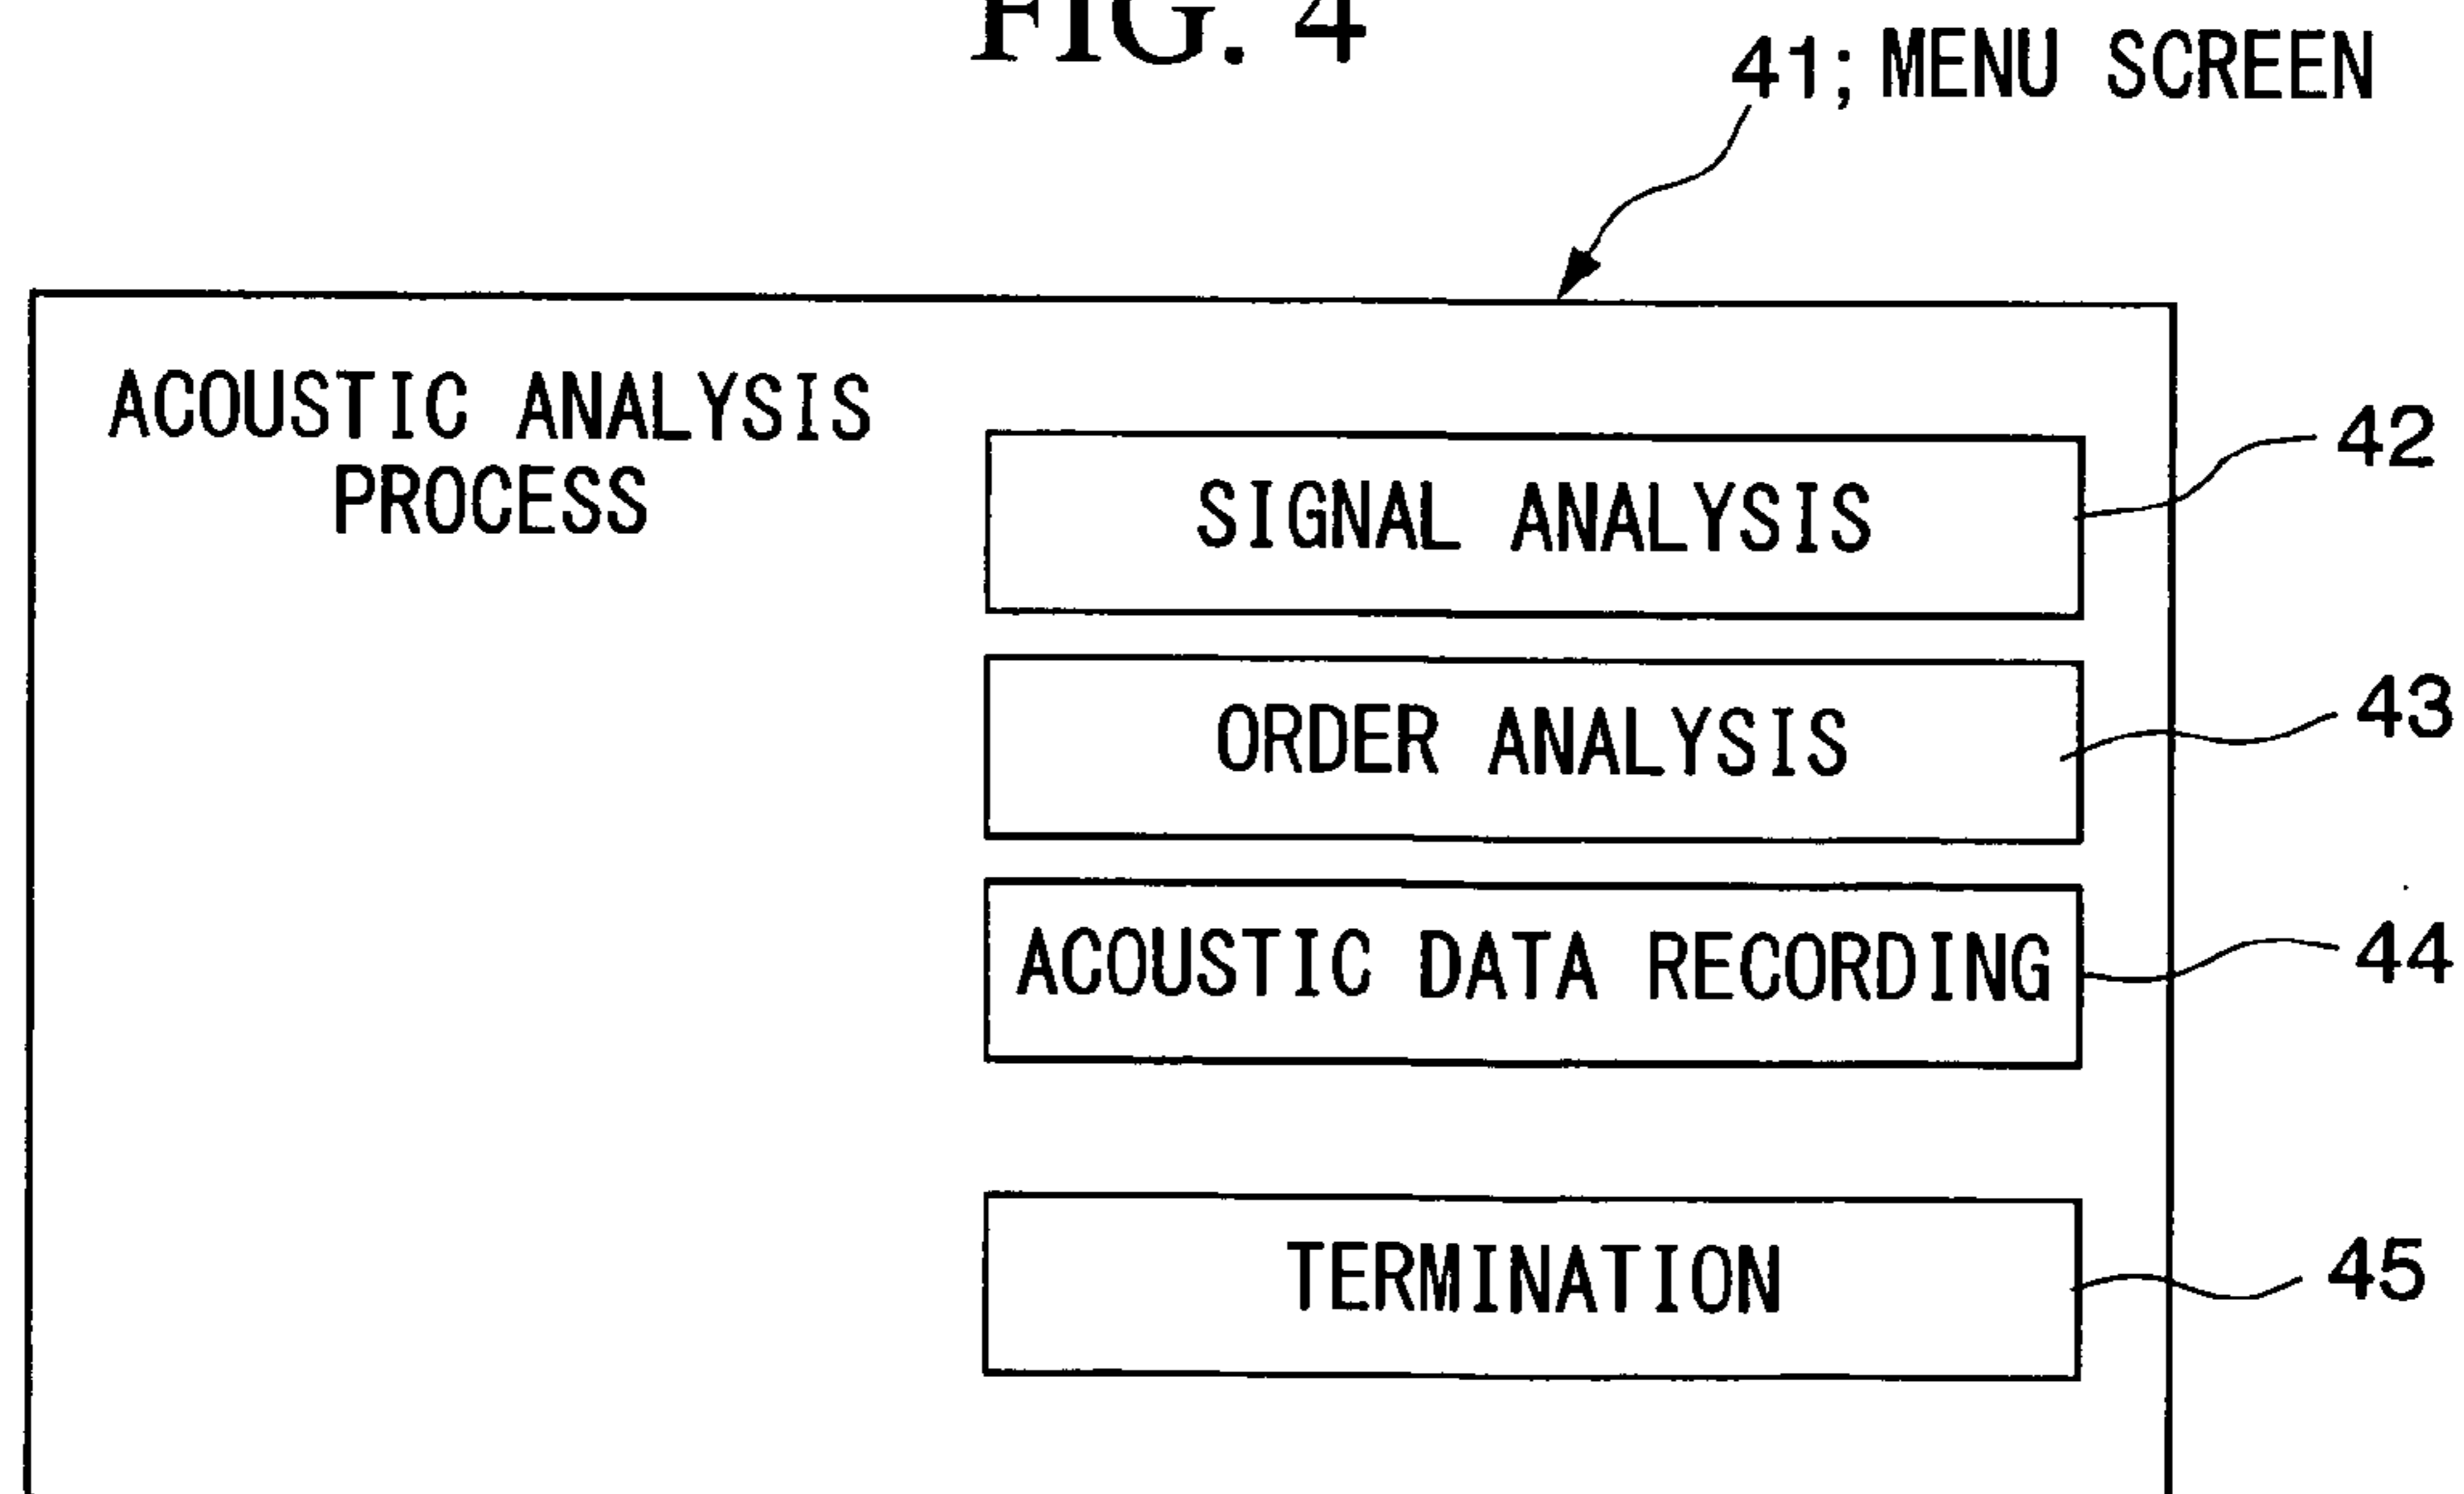 FIG. 4
41; MENU SCREEN
ACOUSTIC ANALYSIS
PROCESS
SIGNAL ANALYSIS
42
ORDER ANALYSIS
43
ACOUSTIC DATA RECORDING
44
TERMINATION
45